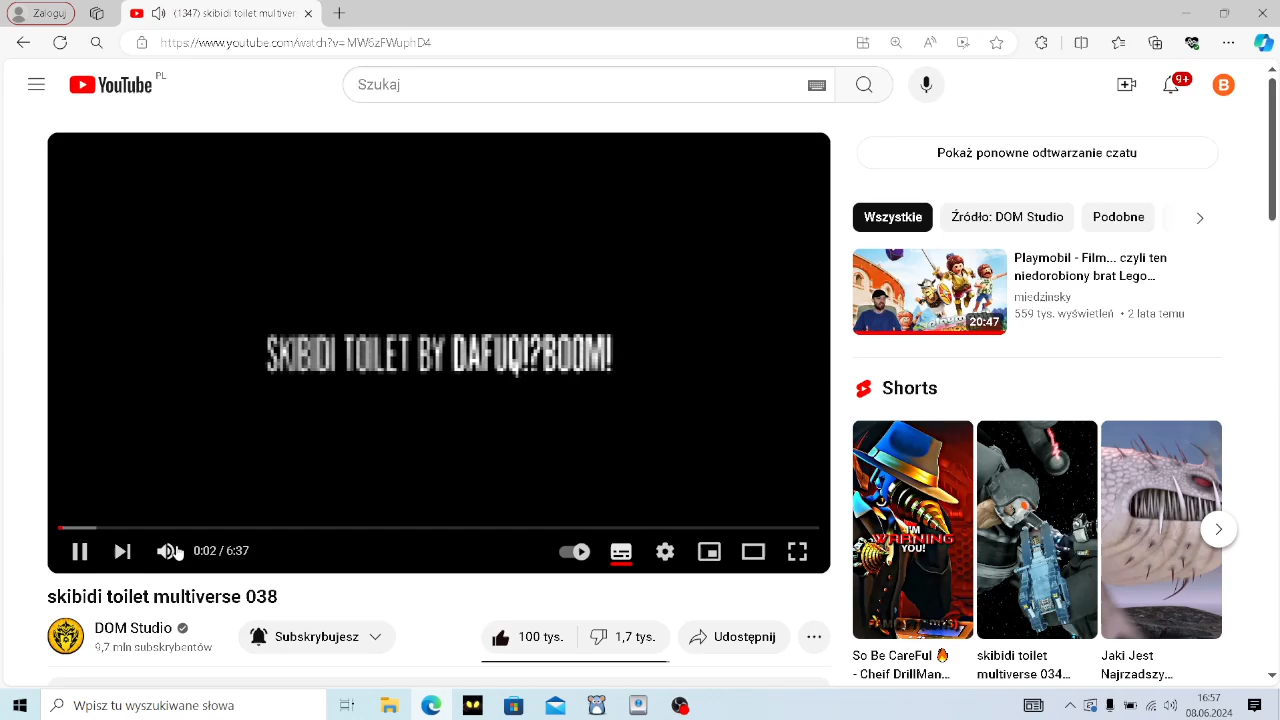 Zaloguj
(1347) skibidi toilet multiver
https://www.youtube.com/watch?v=MW6zFWuphD4
YouTube PL
Szukaj
9+
B
SKIBIDI TOILET BY DAFUQ!?BOOM!
0:02 / 6:37
skibidi toilet multiverse 038
DOM Studio
9,7 mln subskrybentów
Subskrybujesz
100 tys.
1,7 tys.
Udostępnij
Pokaż ponowne odtwarzanie czatu
Wszystkie
Źródło: DOM Studio
Podobne
20:47
Playmobil - Film... czyli ten
niedorobiony brat Lego…
miedzinsky
559 tys. wyświetleń • 2 lata temu
Shorts
I'M
WARNING
YOU!
So Be CareFul 🔥
- Cheif DrillMan…
skibidi toilet
multiverse 034…
Jaki Jest
Najrzadszy…
Wpisz tu wyszukiwane słowa
16:57
08.06.2024